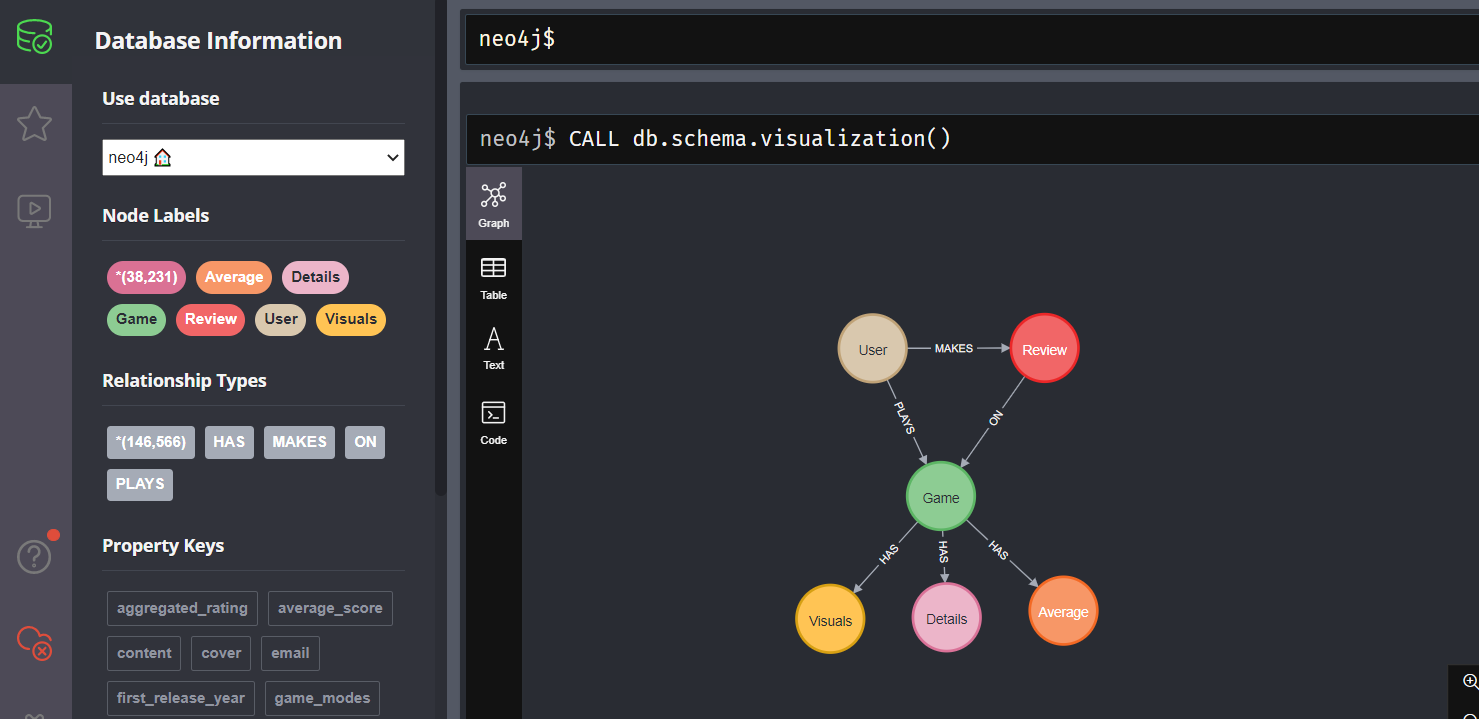 Database Information
Use database
neo4j
Node Labels
*(38,231) Average Details
Game Review User Visuals
Relationship Types
*(146,566) HAS MAKES ON
PLAYS
Property Keys
aggregated_rating average_score
content cover email
first_release_year game_modes
neo4j$
neo4j$ CALL db.schema.visualization()
Graph
Table
Text
Code
User MAKES Review
PLAYS ON
Game
HAS HAS HAS
Visuals Details Average